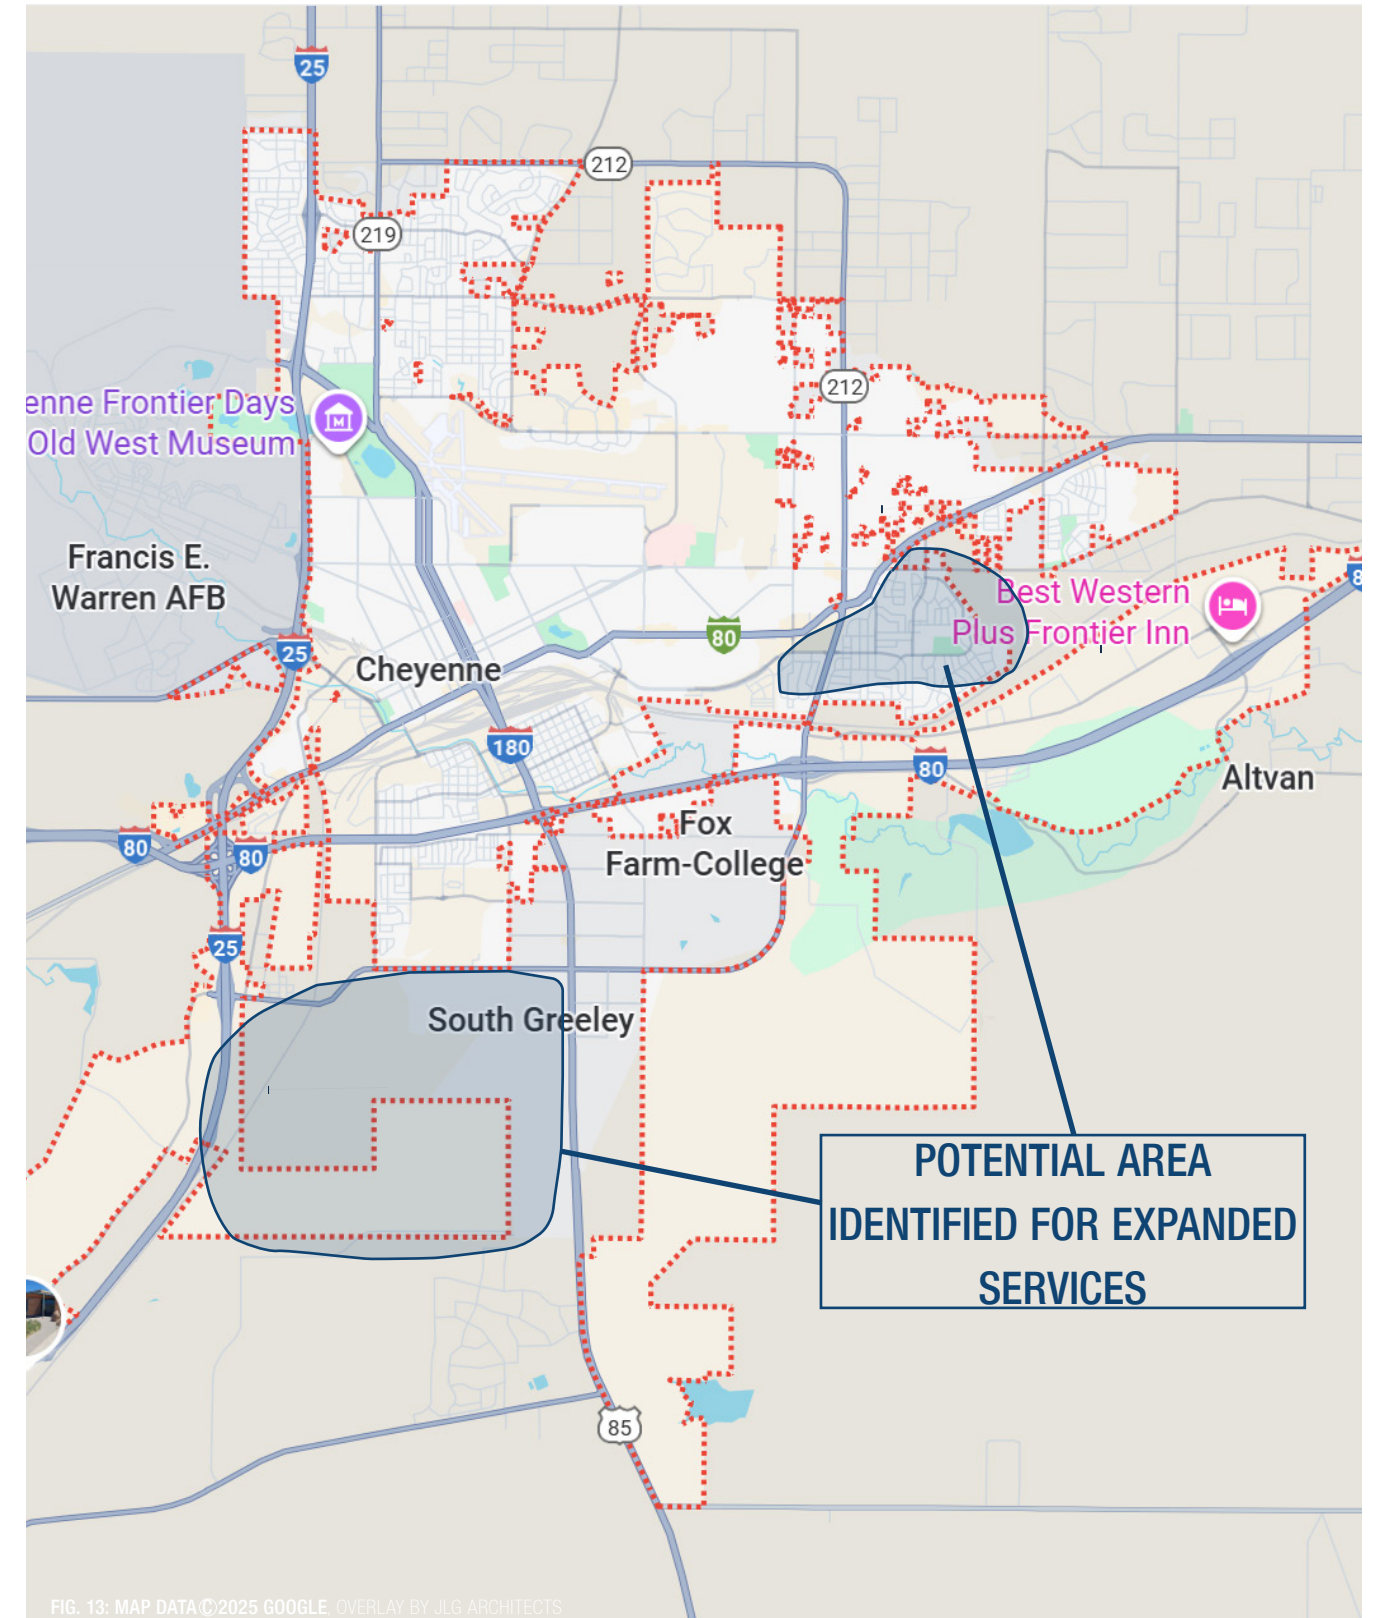 25
212
219
212
enne Frontier Days
Old West Museum
Francis E.
Warren AFB
Best Western
Plus Frontier Inn
80
8
25
Cheyenne
180
80
Altvan
Fox
Farm-College
80
80
25
South Greeley
POTENTIAL AREA
IDENTIFIED FOR EXPANDED
SERVICES
85
FIG. 13: MAP DATA©2025 GOOGLE, OVERLAY BY JLG ARCHITECTS